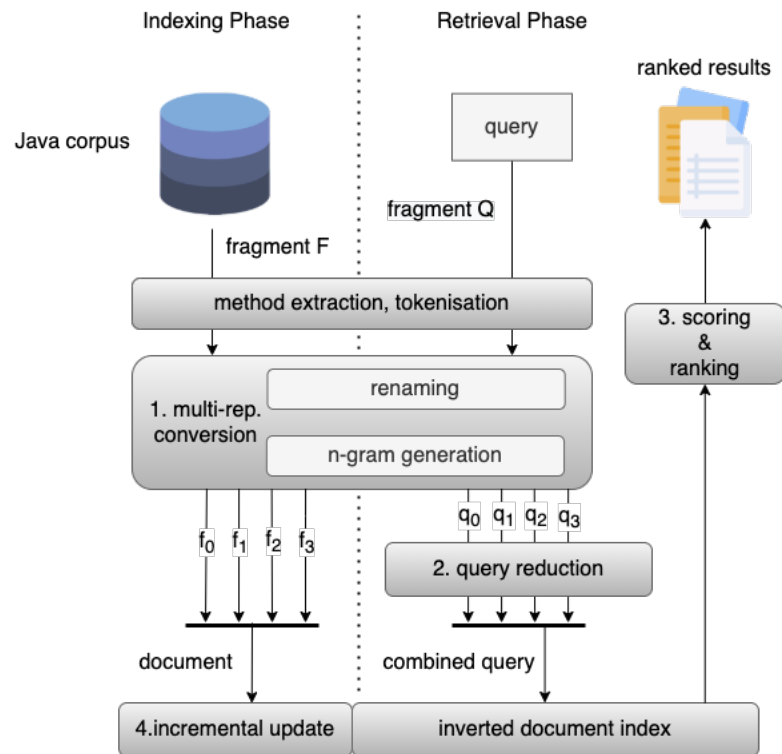 Indexing Phase
Retrieval Phase
ranked results
Java corpus
query
fragment F
fragment Q
method extraction, tokenisation
3. scoring
&
ranking
1. multi-rep.
conversion
renaming
n-gram generation
f0 f1 f2 f3
q0 q1 q2 q3
2. query reduction
document
combined query
4.incremental update
inverted document index